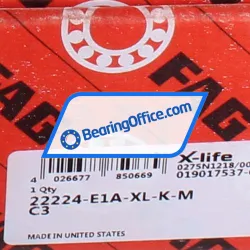 FAG
BearingOffice.com
X-life
0275N1218/00
019017537-0
4 026677 850669
1 Qty
22224-E1A-XL-K-M
C3
MADE IN UNITED STATES